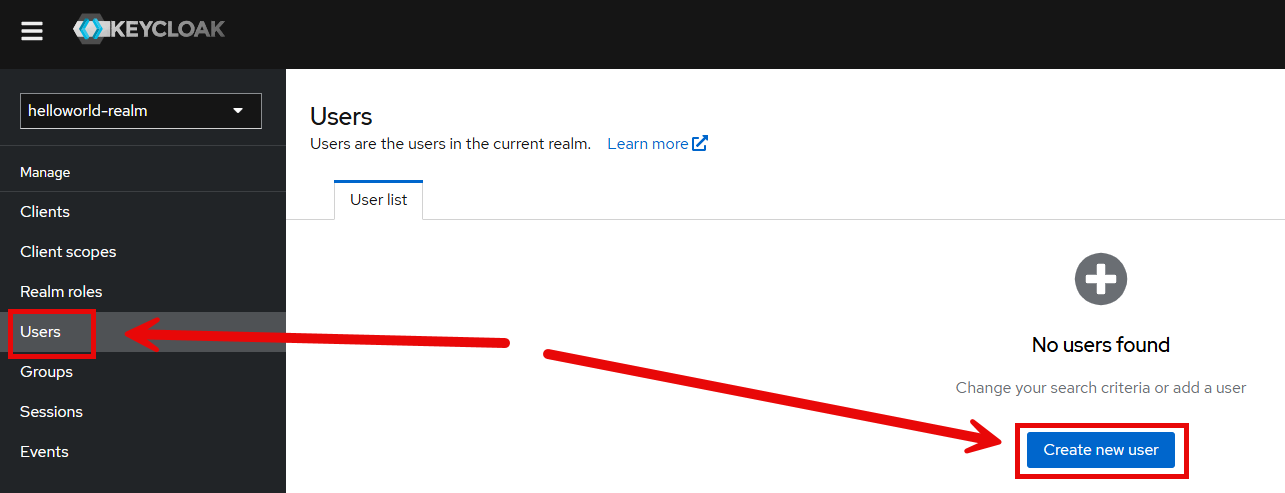 KEYCLOAK
helloworld-realm
Manage
Clients
Client scopes
Realm roles
Users
Groups
Sessions
Events
Users
Users are the users in the current realm. Learn more
User list
No users found
Change your search criteria or add a user
Create new user